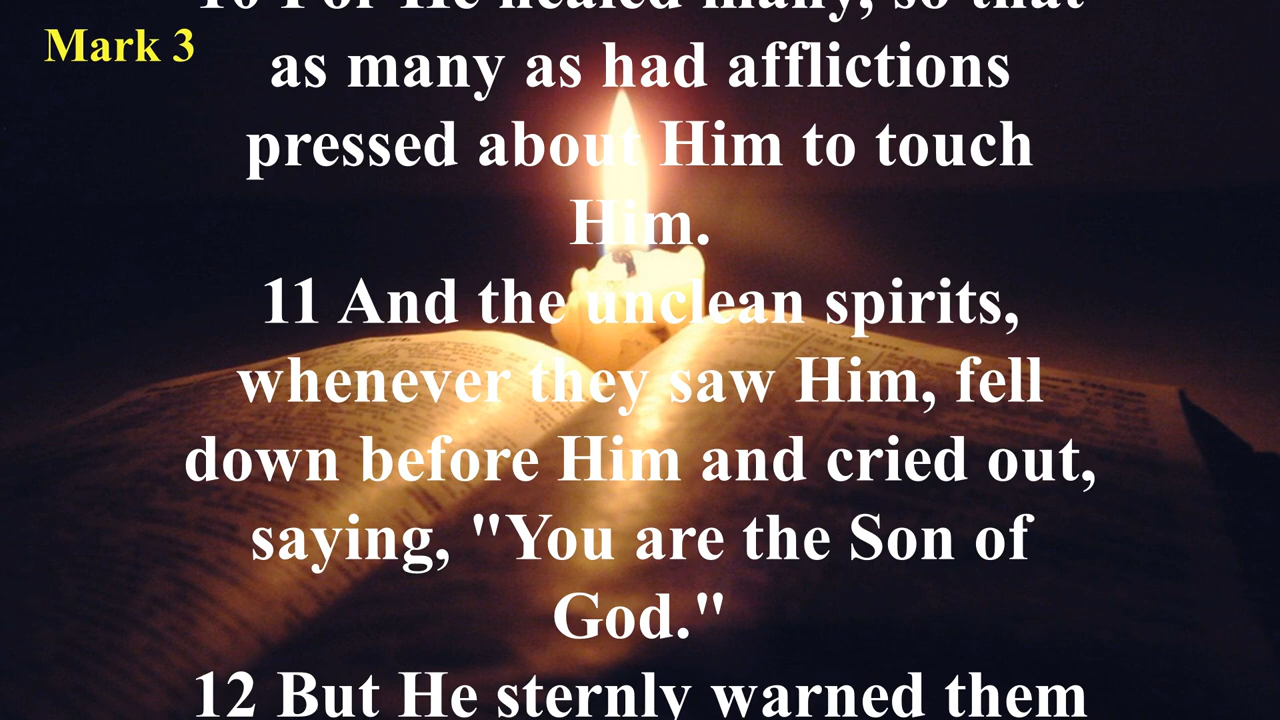 Mark 3
10 For He healed many, so that
as many as had afflictions
pressed about Him to touch
Him.
11 And the unclean spirits,
whenever they saw Him, fell
down before Him and cried out,
saying, "You are the Son of
God."
12 But He sternly warned them